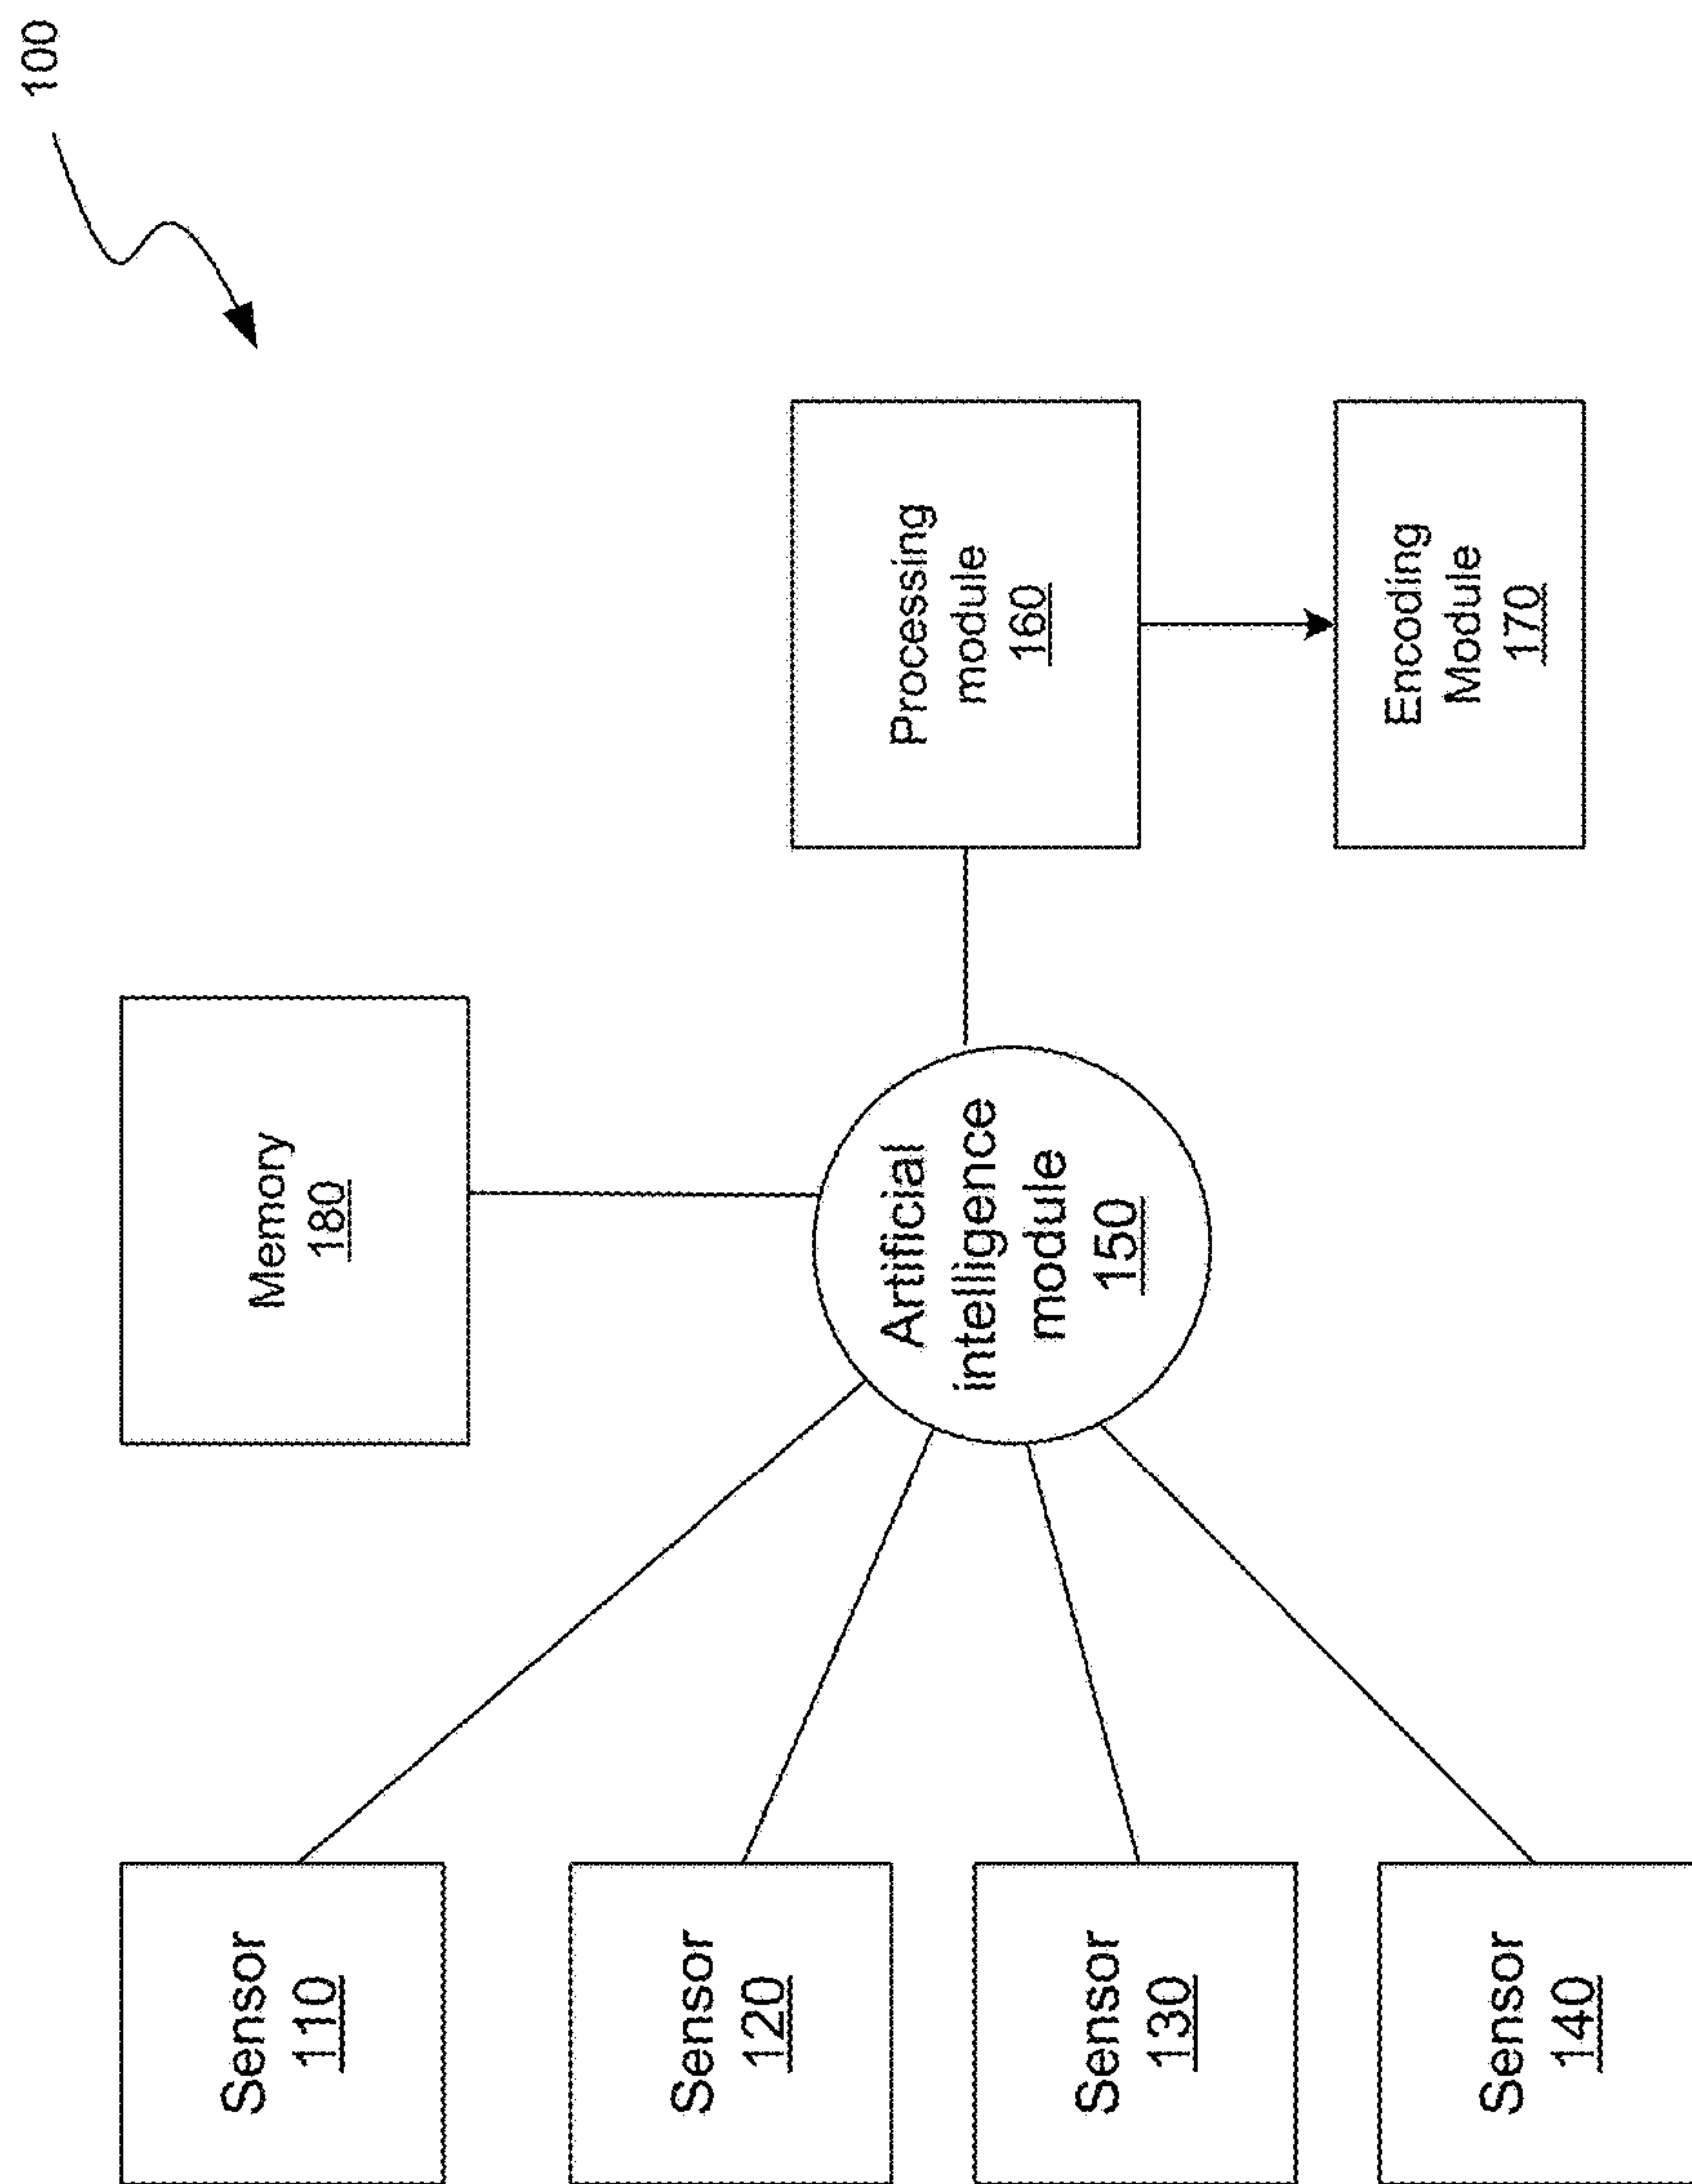 100
Memory
180
Processing
module
160
Encoding
Module
170
Artificial
intelligence
module
150
Sensor
110
Sensor
120
Sensor
130
Sensor
140